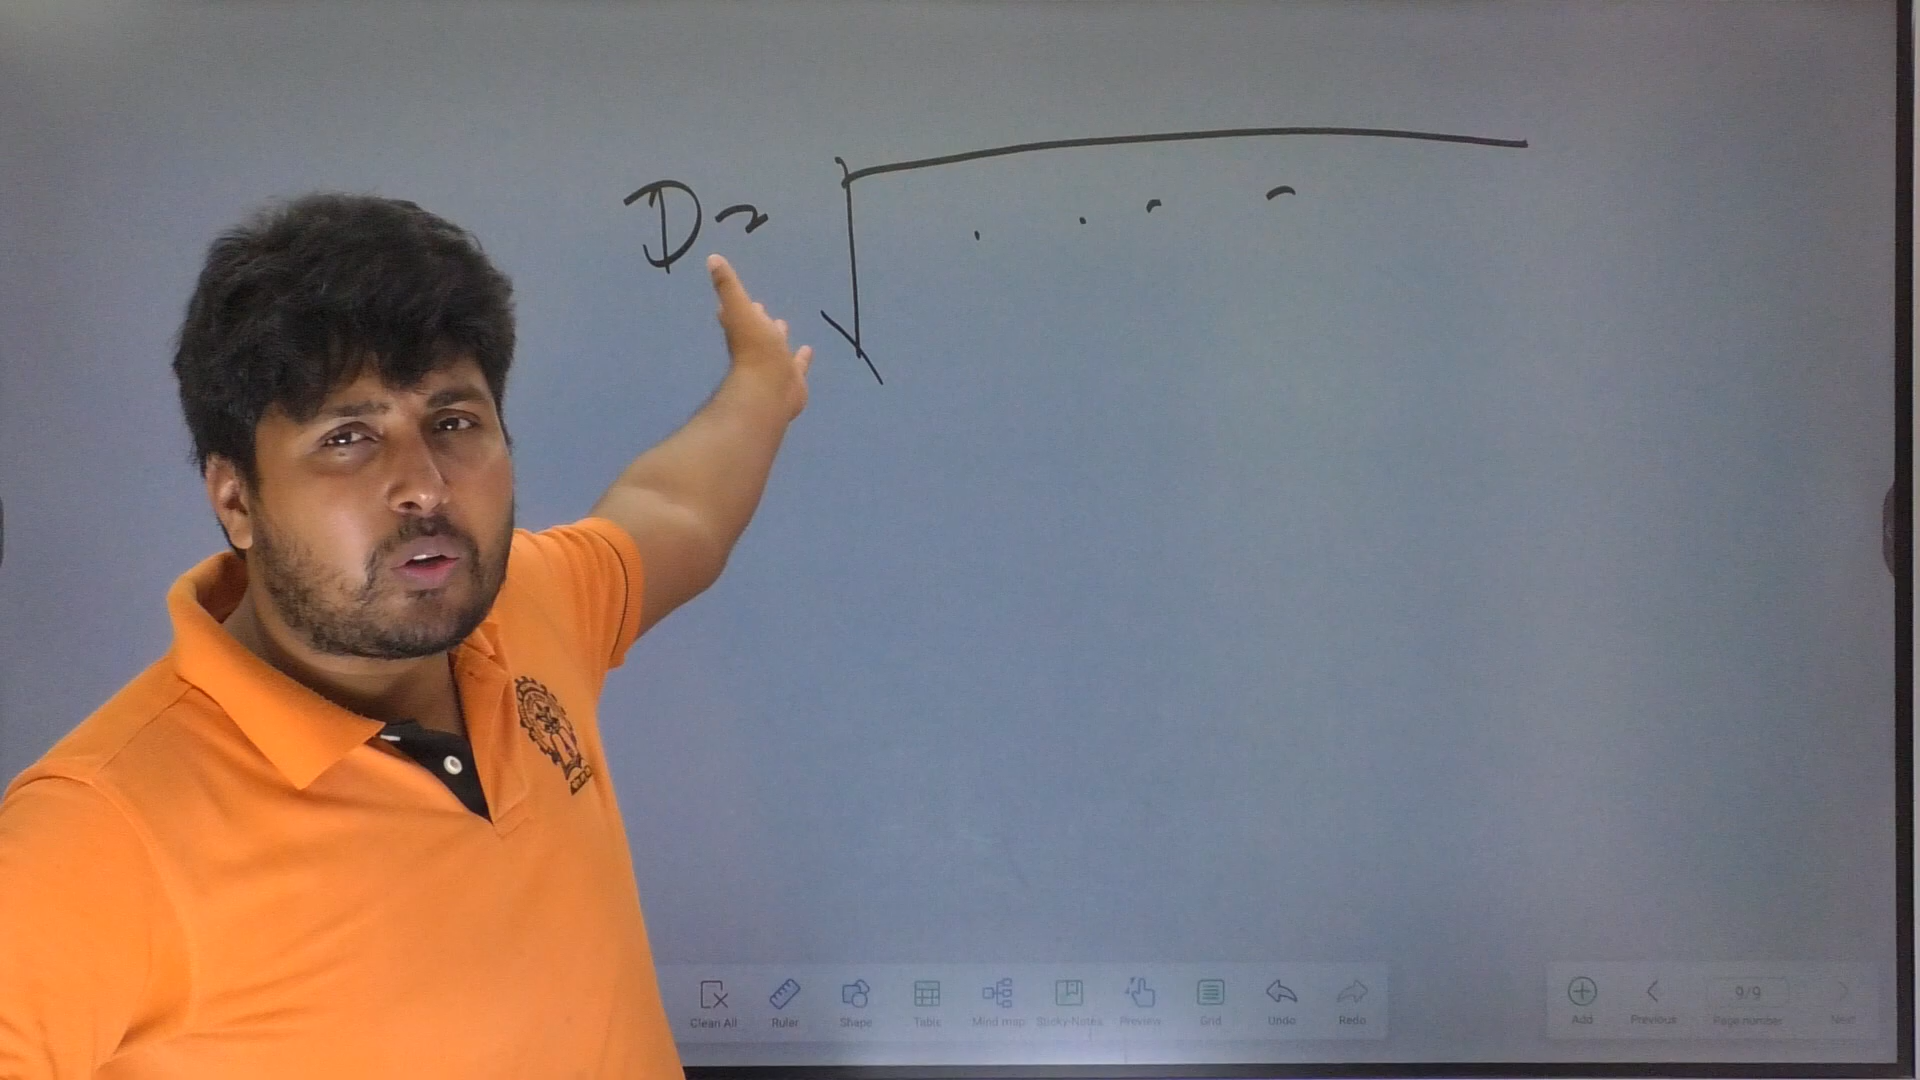 D=
Clean All Ruler Shape Table Mind map Sticky-Notes Preview Grid Undo Redo Add Previous 9/9 Page number Next